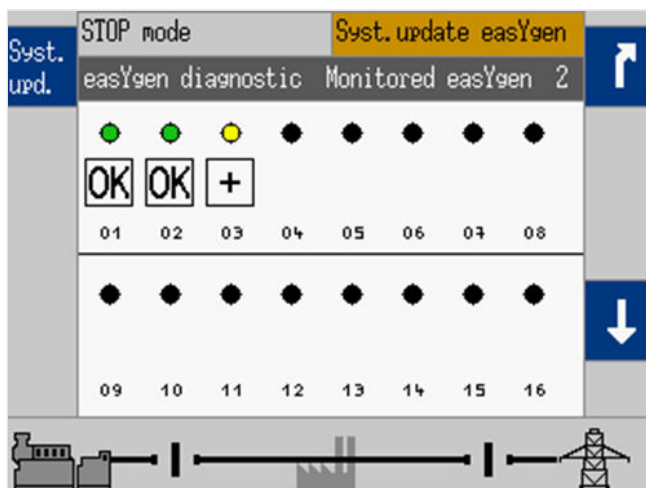 STOP mode
Syst.update easYgen
Syst.
upd.
easYgen diagnostic Monitored easYgen 2
OK OK +
01 02 03 04 05 06 07 08
09 10 11 12 13 14 15 16